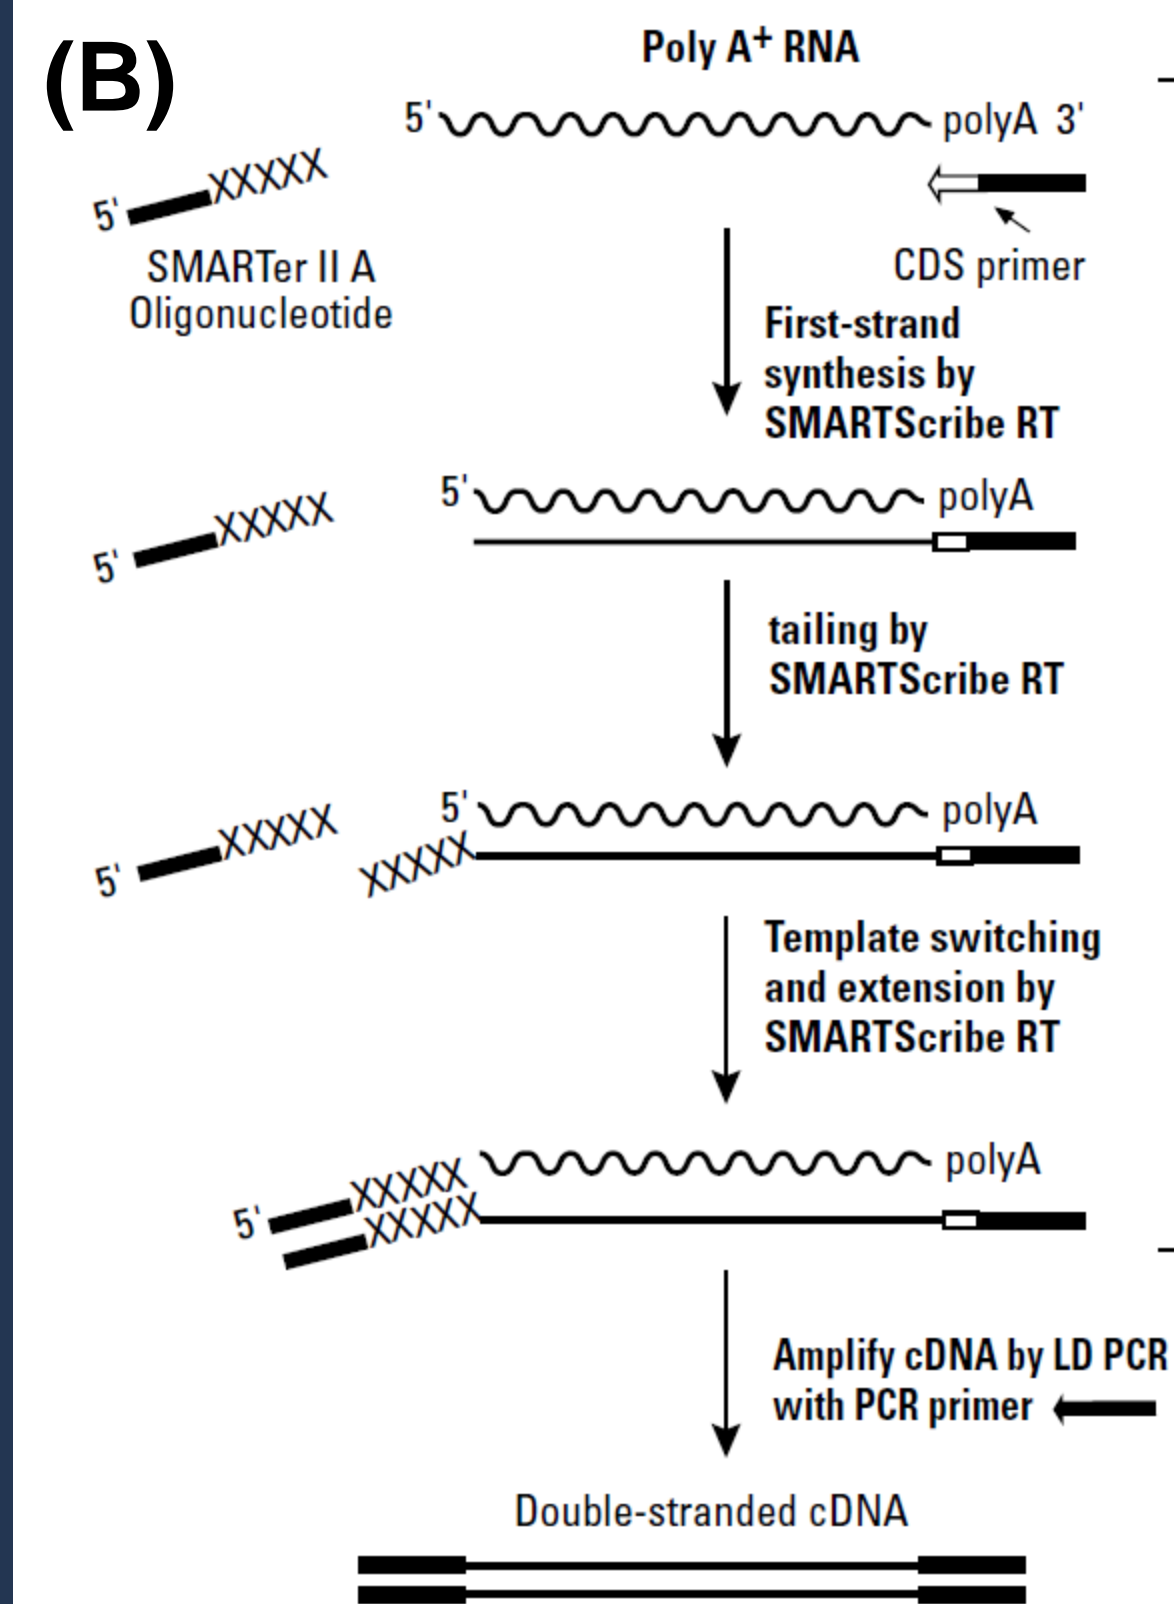 (B)
Poly A+ RNA
5' polyA 3'
5' XXXXX
SMARTer II A
Oligonucleotide
CDS primer
First-strand
synthesis by
SMARTScribe RT
5' polyA
5' XXXXX
tailing by
SMARTScribe RT
5' polyA
5' XXXXX XXXXX
Template switching
and extension by
SMARTScribe RT
polyA
5' XXXXX
XXXXX
Amplify cDNA by LD PCR
with PCR primer
Double-stranded cDNA